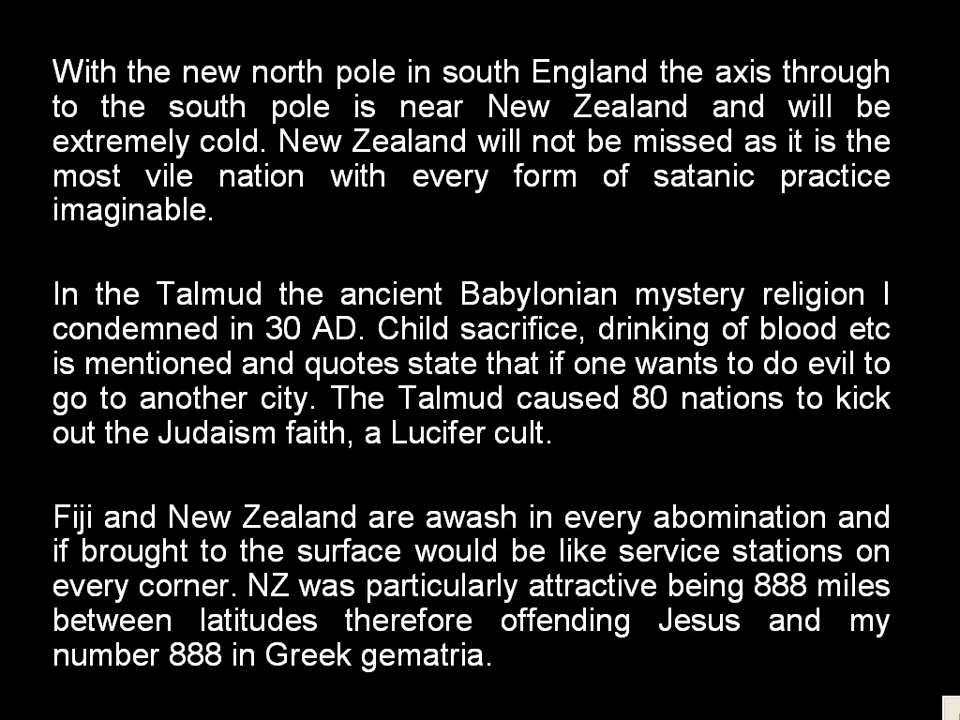 With the new north pole in south England the axis through
to the south pole is near New Zealand and will be
extremely cold. New Zealand will not be missed as it is the
most vile nation with every form of satanic practice
imaginable.
In the Talmud the ancient Babylonian mystery religion I
condemned in 30 AD. Child sacrifice, drinking of blood etc
is mentioned and quotes state that if one wants to do evil to
go to another city. The Talmud caused 80 nations to kick
out the Judaism faith, a Lucifer cult.
Fiji and New Zealand are awash in every abomination and
if brought to the surface would be like service stations on
every corner. NZ was particularly attractive being 888 miles
between latitudes therefore offending Jesus and my
number 888 in Greek gematria.